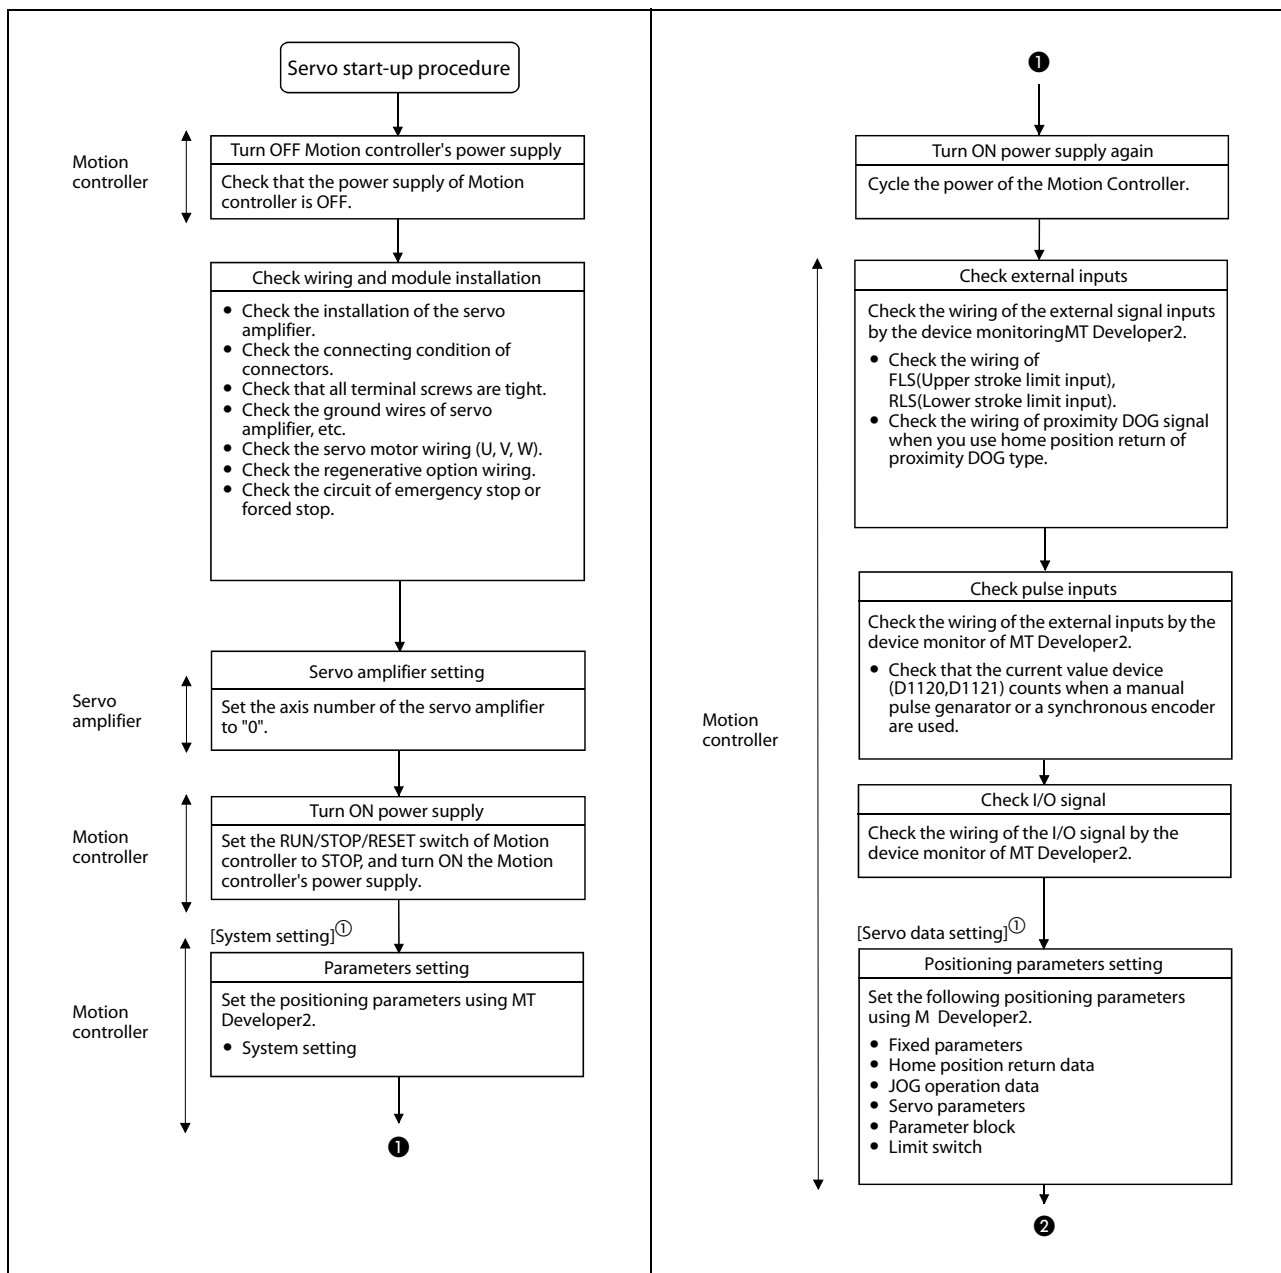 Servo start-up procedure
Motion
controller
Turn OFF Motion controller's power supply
Check that the power supply of Motion
controller is OFF.
Check wiring and module installation
• Check the installation of the servo
amplifier.
• Check the connecting condition of
connectors.
• Check that all terminal screws are tight.
• Check the ground wires of servo
amplifier, etc.
• Check the servo motor wiring (U, V, W).
• Check the regenerative option wiring.
• Check the circuit of emergency stop or
forced stop.
Servo
amplifier
Servo amplifier setting
Set the axis number of the servo amplifier
to "0".
Motion
controller
Turn ON power supply
Set the RUN/STOP/RESET switch of Motion
controller to STOP, and turn ON the Motion
controller's power supply.
[System setting]①
Motion
controller
Parameters setting
Set the positioning parameters using MT
Developer2.
• System setting
❶
❶
Turn ON power supply again
Cycle the power of the Motion Controller.
Motion
controller
Check external inputs
Check the wiring of the external signal inputs
by the device monitoringMT Developer2.
• Check the wiring of
FLS(Upper stroke limit input),
RLS(Lower stroke limit input).
• Check the wiring of proximity DOG signal
when you use home position return of
proximity DOG type.
Check pulse inputs
Check the wiring of the external inputs by the
device monitor of MT Developer2.
• Check that the current value device
(D1120,D1121) counts when a manual
pulse genarator or a synchronous encoder
are used.
Check I/O signal
Check the wiring of the I/O signal by the
device monitor of MT Developer2.
[Servo data setting]①
Positioning parameters setting
Set the following positioning parameters
using M Developer2.
• Fixed parameters
• Home position return data
• JOG operation data
• Servo parameters
• Parameter block
• Limit switch
❷